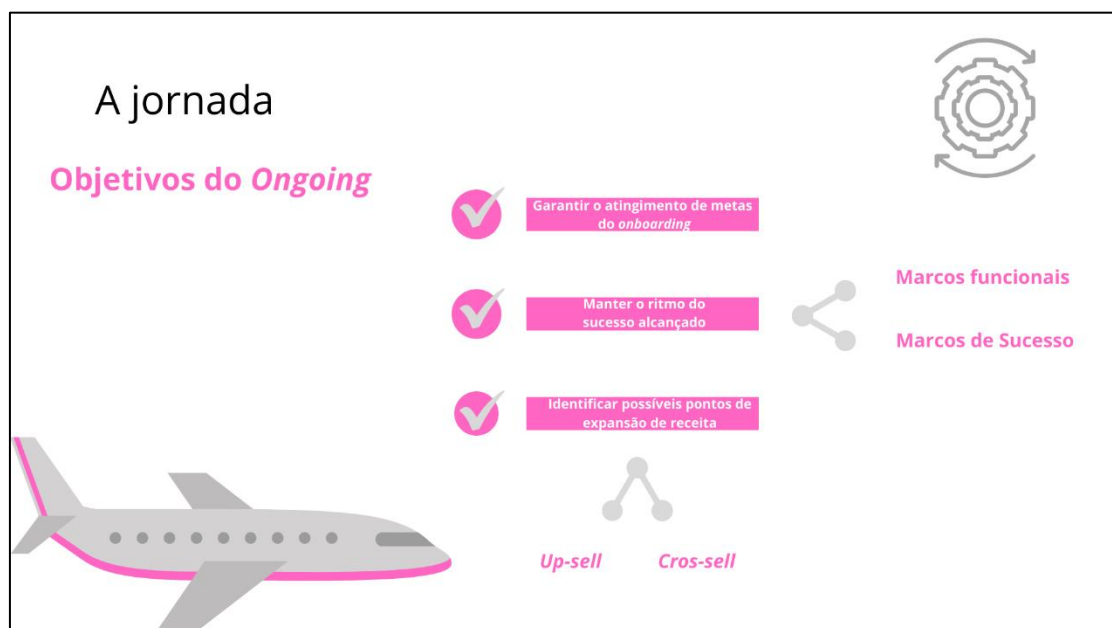 A jornada
Objetivos do Ongoing
Garantir o atingimento de metas
do onboarding
Manter o ritmo do
sucesso alcançado
Marcos funcionais
Marcos de Sucesso
Identificar possíveis pontos de
expansão de receita
Up-sell
Cros-sell